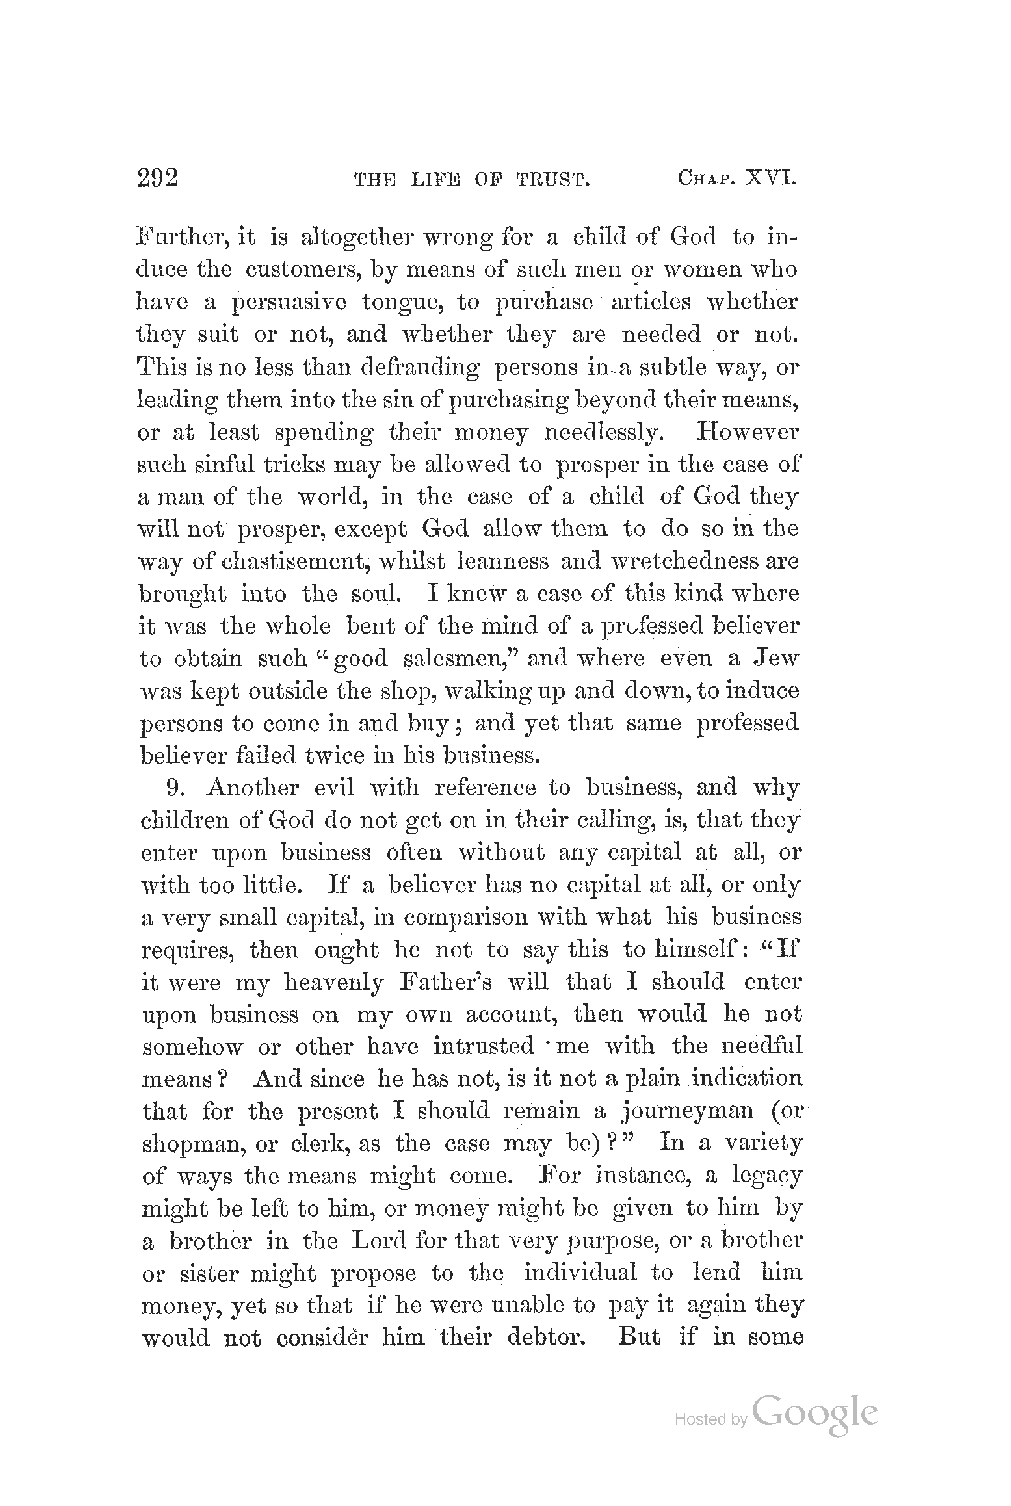 292 THE LIFE OF TRUST. CHAP. XVI.
Further, it is altogether wrong for a child of God to in-
duce the customers, by means of such men or women who
have a persuasive tongue, to purchase articles whether
they suit or not, and whether they are needed or not.
This is no less than defrauding persons in a subtle way, or
leading them into the sin of purchasing beyond their means,
or at least spending their money needlessly. However
such sinful tricks may be allowed to prosper in the case of
a man of the world, in the case of a child of God they
will not prosper, except God allow them to do so in the
way of chastisement, whilst leanness and wretchedness are
brought into the soul. I knew a case of this kind where
it was the whole bent of the mind of a professed believer
to obtain such “good salesmen,” and where even a Jew
was kept outside the shop, walking up and down, to induce
persons to come in and buy; and yet that same professed
believer failed twice in his business.
9. Another evil with reference to business, and why
children of God do not get on in their calling, is, that they
enter upon business often without any capital at all, or
with too little. If a believer has no capital at all, or only
a very small capital, in comparison with what his business
requires, then ought he not to say this to himself: “If
it were my heavenly Father’s will that I should enter
upon business on my own account, then would he not
somehow or other have intrusted me with the needful
means? And since he has not, is it not a plain indication
that for the present I should remain a journeyman (or
shopman, or clerk, as the case may be)?” In a variety
of ways the means might come. For instance, a legacy
might be left to him, or money might be given to him by
a brother in the Lord for that very purpose, or a brother
or sister might propose to the individual to lend him
money, yet so that if he were unable to pay it again they
would not consider him their debtor. But if in some
Hosted by Google